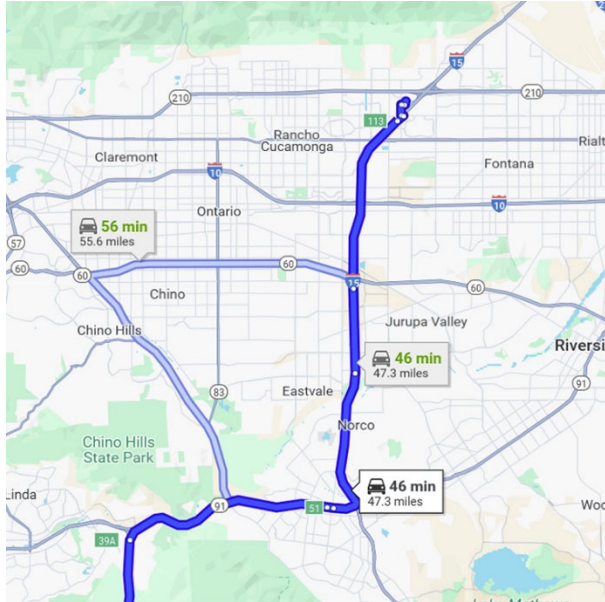 15
210
210
113
Rancho
Cucamonga
Rialt
Claremont
10
Fontana
Ontario
10
56 min
55.6 miles
57
60
60
60
15
60
Chino
Jurupa Valley
Chino Hills
Riversi
46 min
47.3 miles
91
83
Eastvale
Norco
Chino Hills
State Park
46 min
47.3 miles
Linda
91
51
Woo
39A